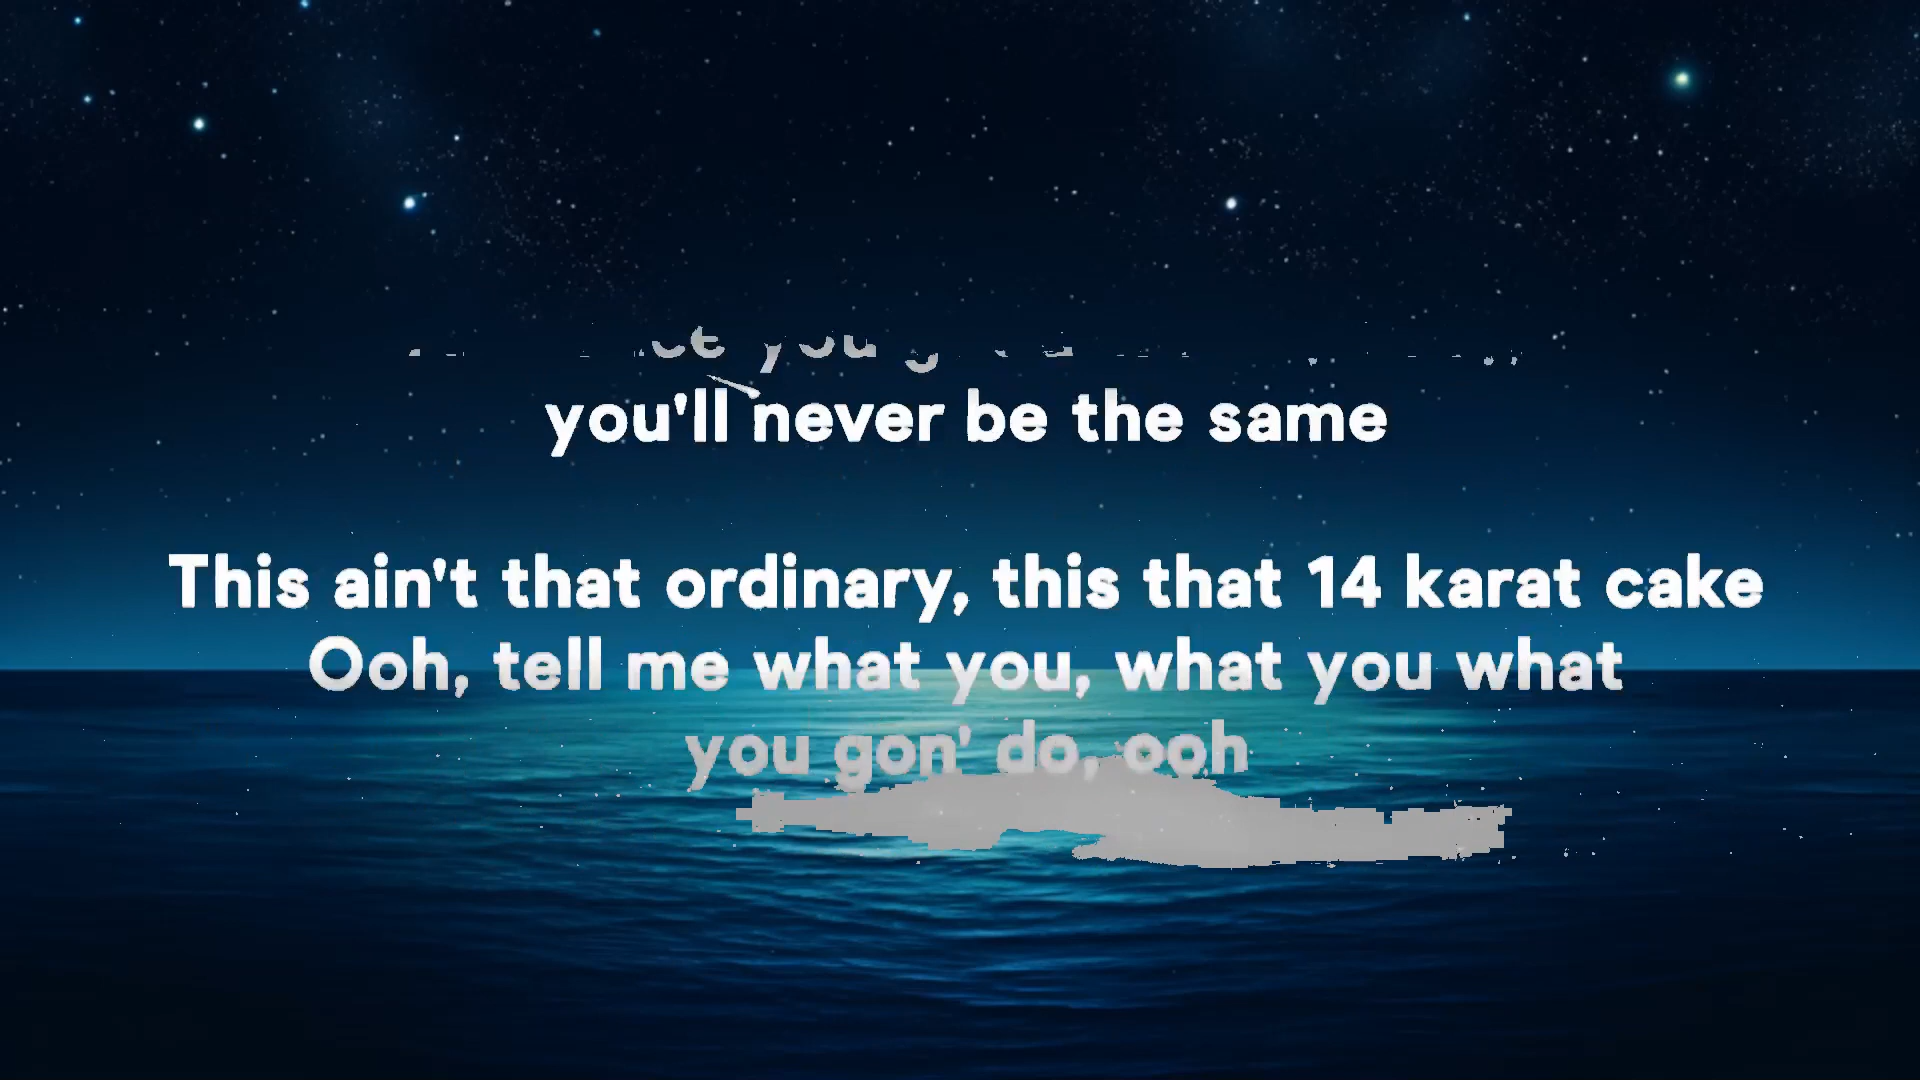 you'll never be the same
This ain't that ordinary, this that 14 karat cake
Ooh, tell me what you, what you what
you gon' do, ooh